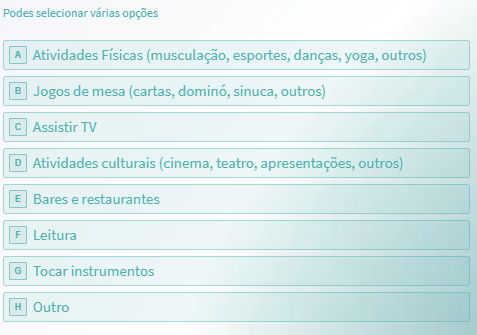 Podes selecionar várias opções
A Atividades Físicas (musculação, esportes, danças, yoga, outros)
B Jogos de mesa (cartas, dominó, sinuca, outros)
C Assistir TV
D Atividades culturais (cinema, teatro, apresentações, outros)
E Bares e restaurantes
F Leitura
G Tocar instrumentos
H Outro